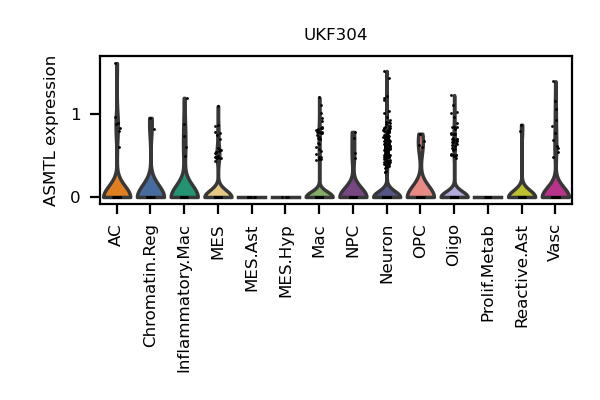 UKF304
ASMTL expression
1
0
AC
Chromatin.Reg
Inflammatory.Mac
MES
MES.Ast
MES.Hyp
Mac
NPC
Neuron
OPC
Oligo
Prolif.Metab
Reactive.Ast
Vasc